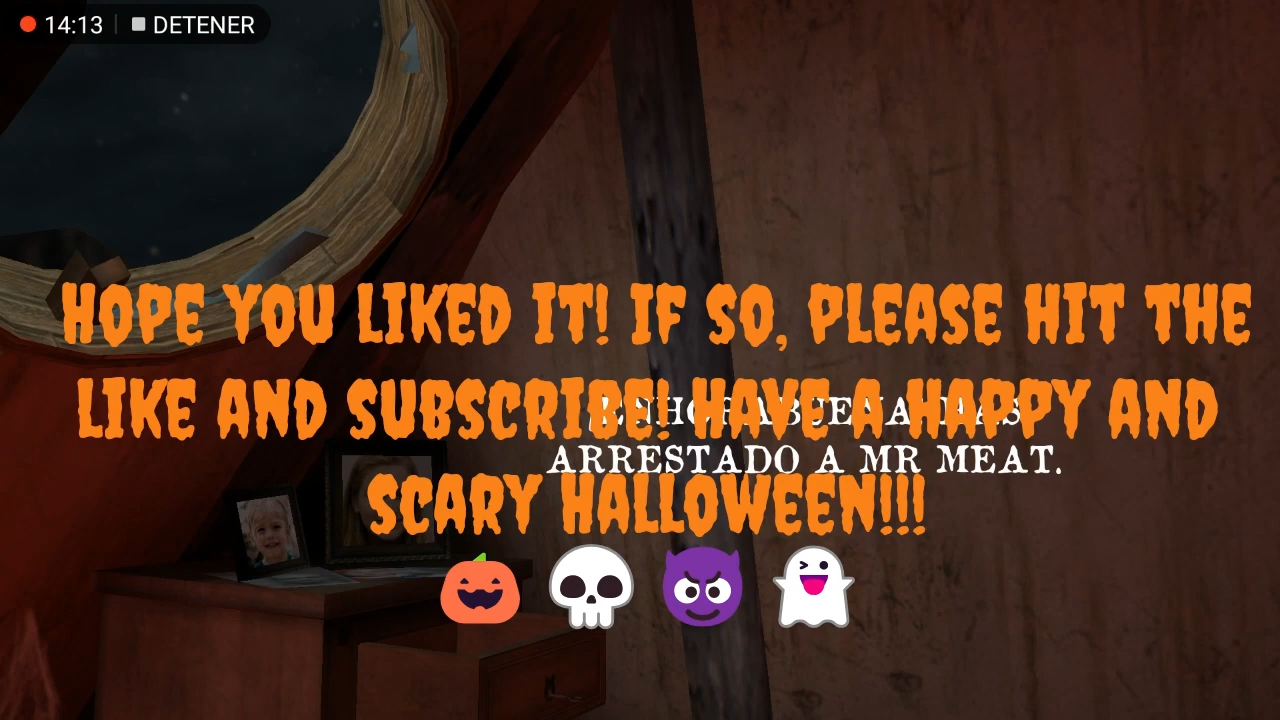 14:13 DETENER
HOPE YOU LIKED IT! IF SO, PLEASE HIT THE
LIKE AND SUBSCRIBE! HAVE A HAPPY AND
ARRESTADO A MR MEAT.
SCARY HALLOWEEN!!!